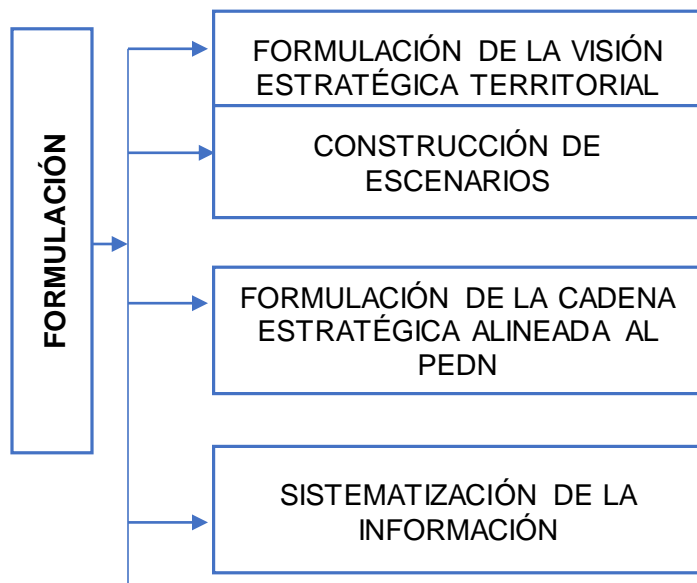 FORMULACIÓN
FORMULACIÓN DE LA VISIÓN
ESTRATÉGICA TERRITORIAL
CONSTRUCCIÓN DE
ESCENARIOS
FORMULACIÓN DE LA CADENA
ESTRATÉGICA ALINEADA AL
PEDN
SISTEMATIZACIÓN DE LA
INFORMACIÓN